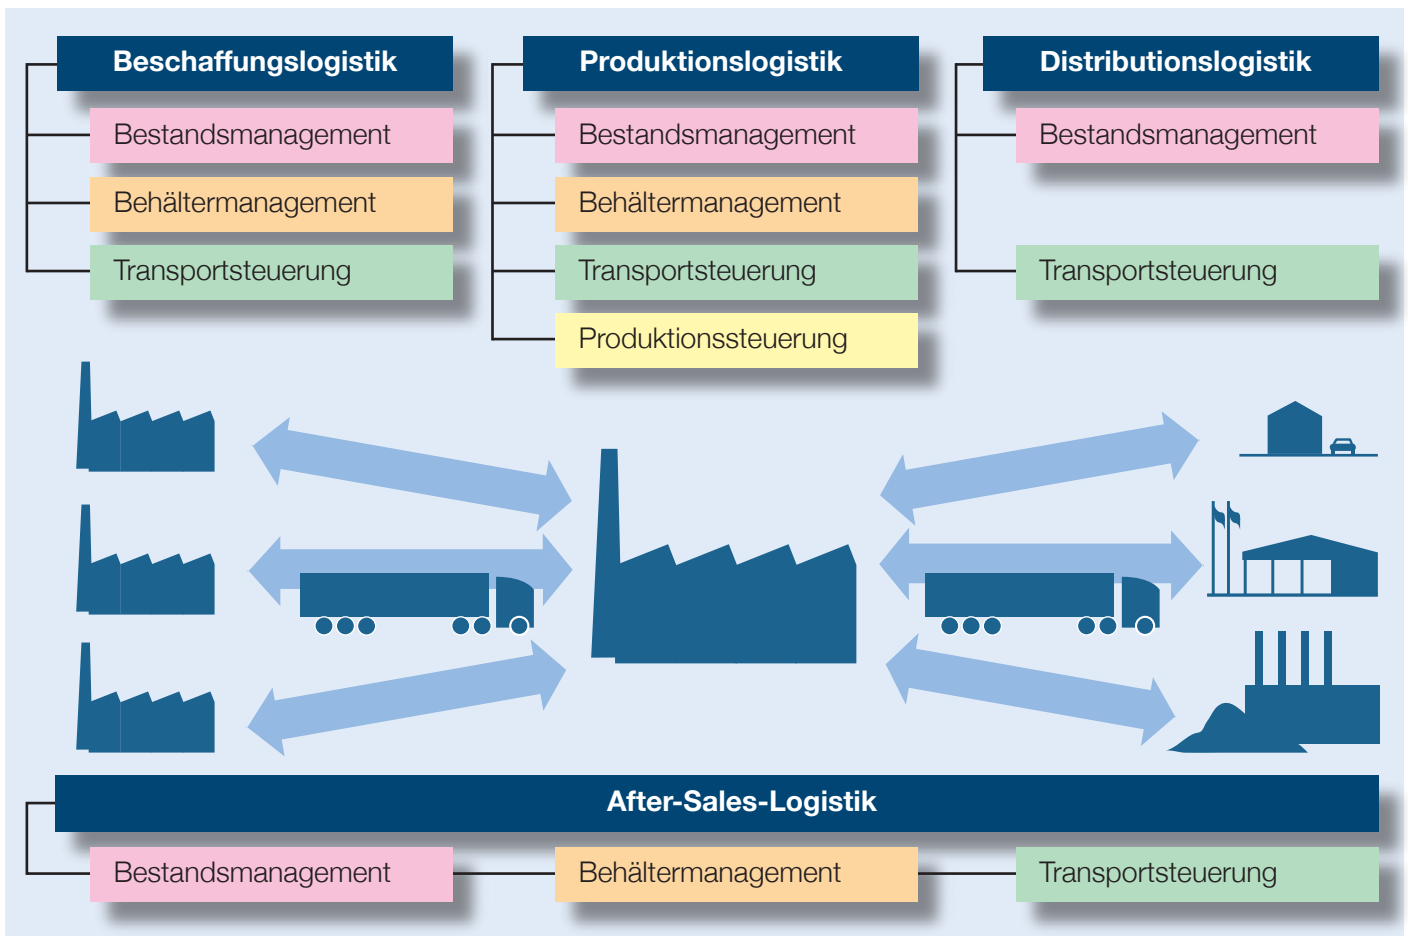 Beschaffungslogistik
Bestandsmanagement
Behältermanagement
Transportsteuerung
Produktionslogistik
Bestandsmanagement
Behältermanagement
Transportsteuerung
Produktionssteuerung
Distributionslogistik
Bestandsmanagement
Transportsteuerung
After-Sales-Logistik
Bestandsmanagement
Behältermanagement
Transportsteuerung